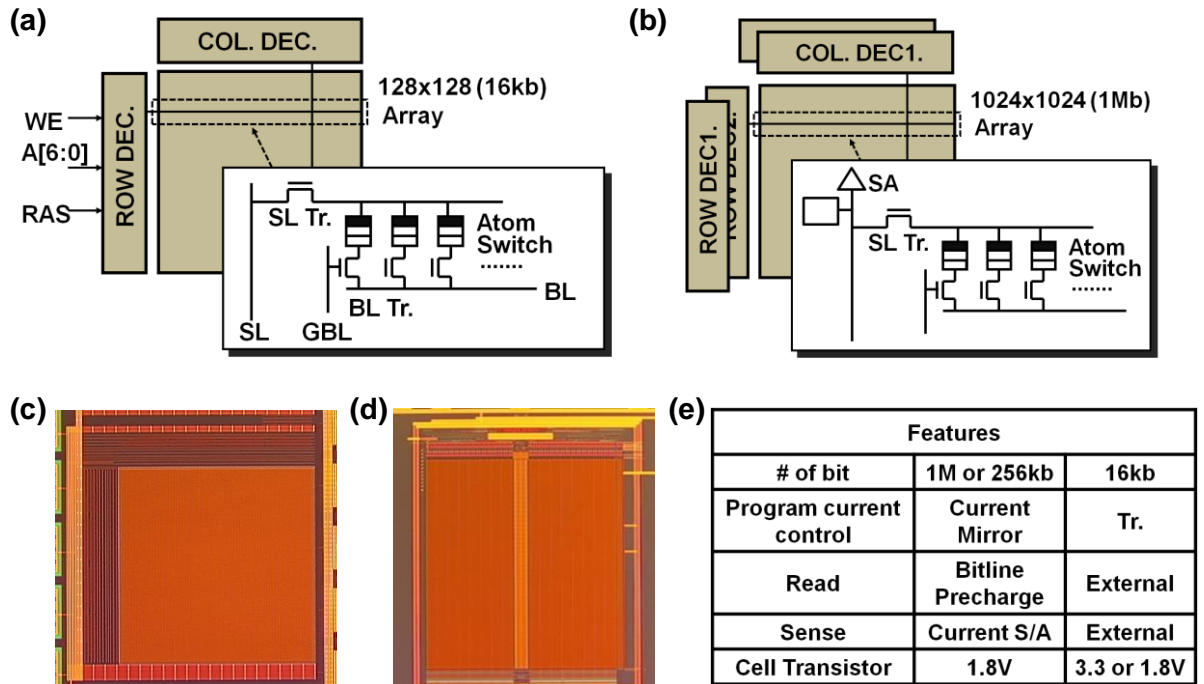 (a)
COL. DEC.
ROW DEC.
128x128 (16kb)
Array
WE
A[6:0]
RAS
SL Tr.
Atom
Switch
.......
BL Tr.
BL
SL
GBL
(b)
COL. DEC1.
ROW DEC1.
ROW DEC2.
1024x1024 (1Mb)
Array
SA
SL Tr.
Atom
Switch
.......
(c)
(d)
(e)
Features
# of bit
1M or 256kb
16kb
Program current
control
Current
Mirror
Tr.
Read
Bitline
Precharge
External
Sense
Current S/A
External
Cell Transistor
1.8V
3.3 or 1.8V